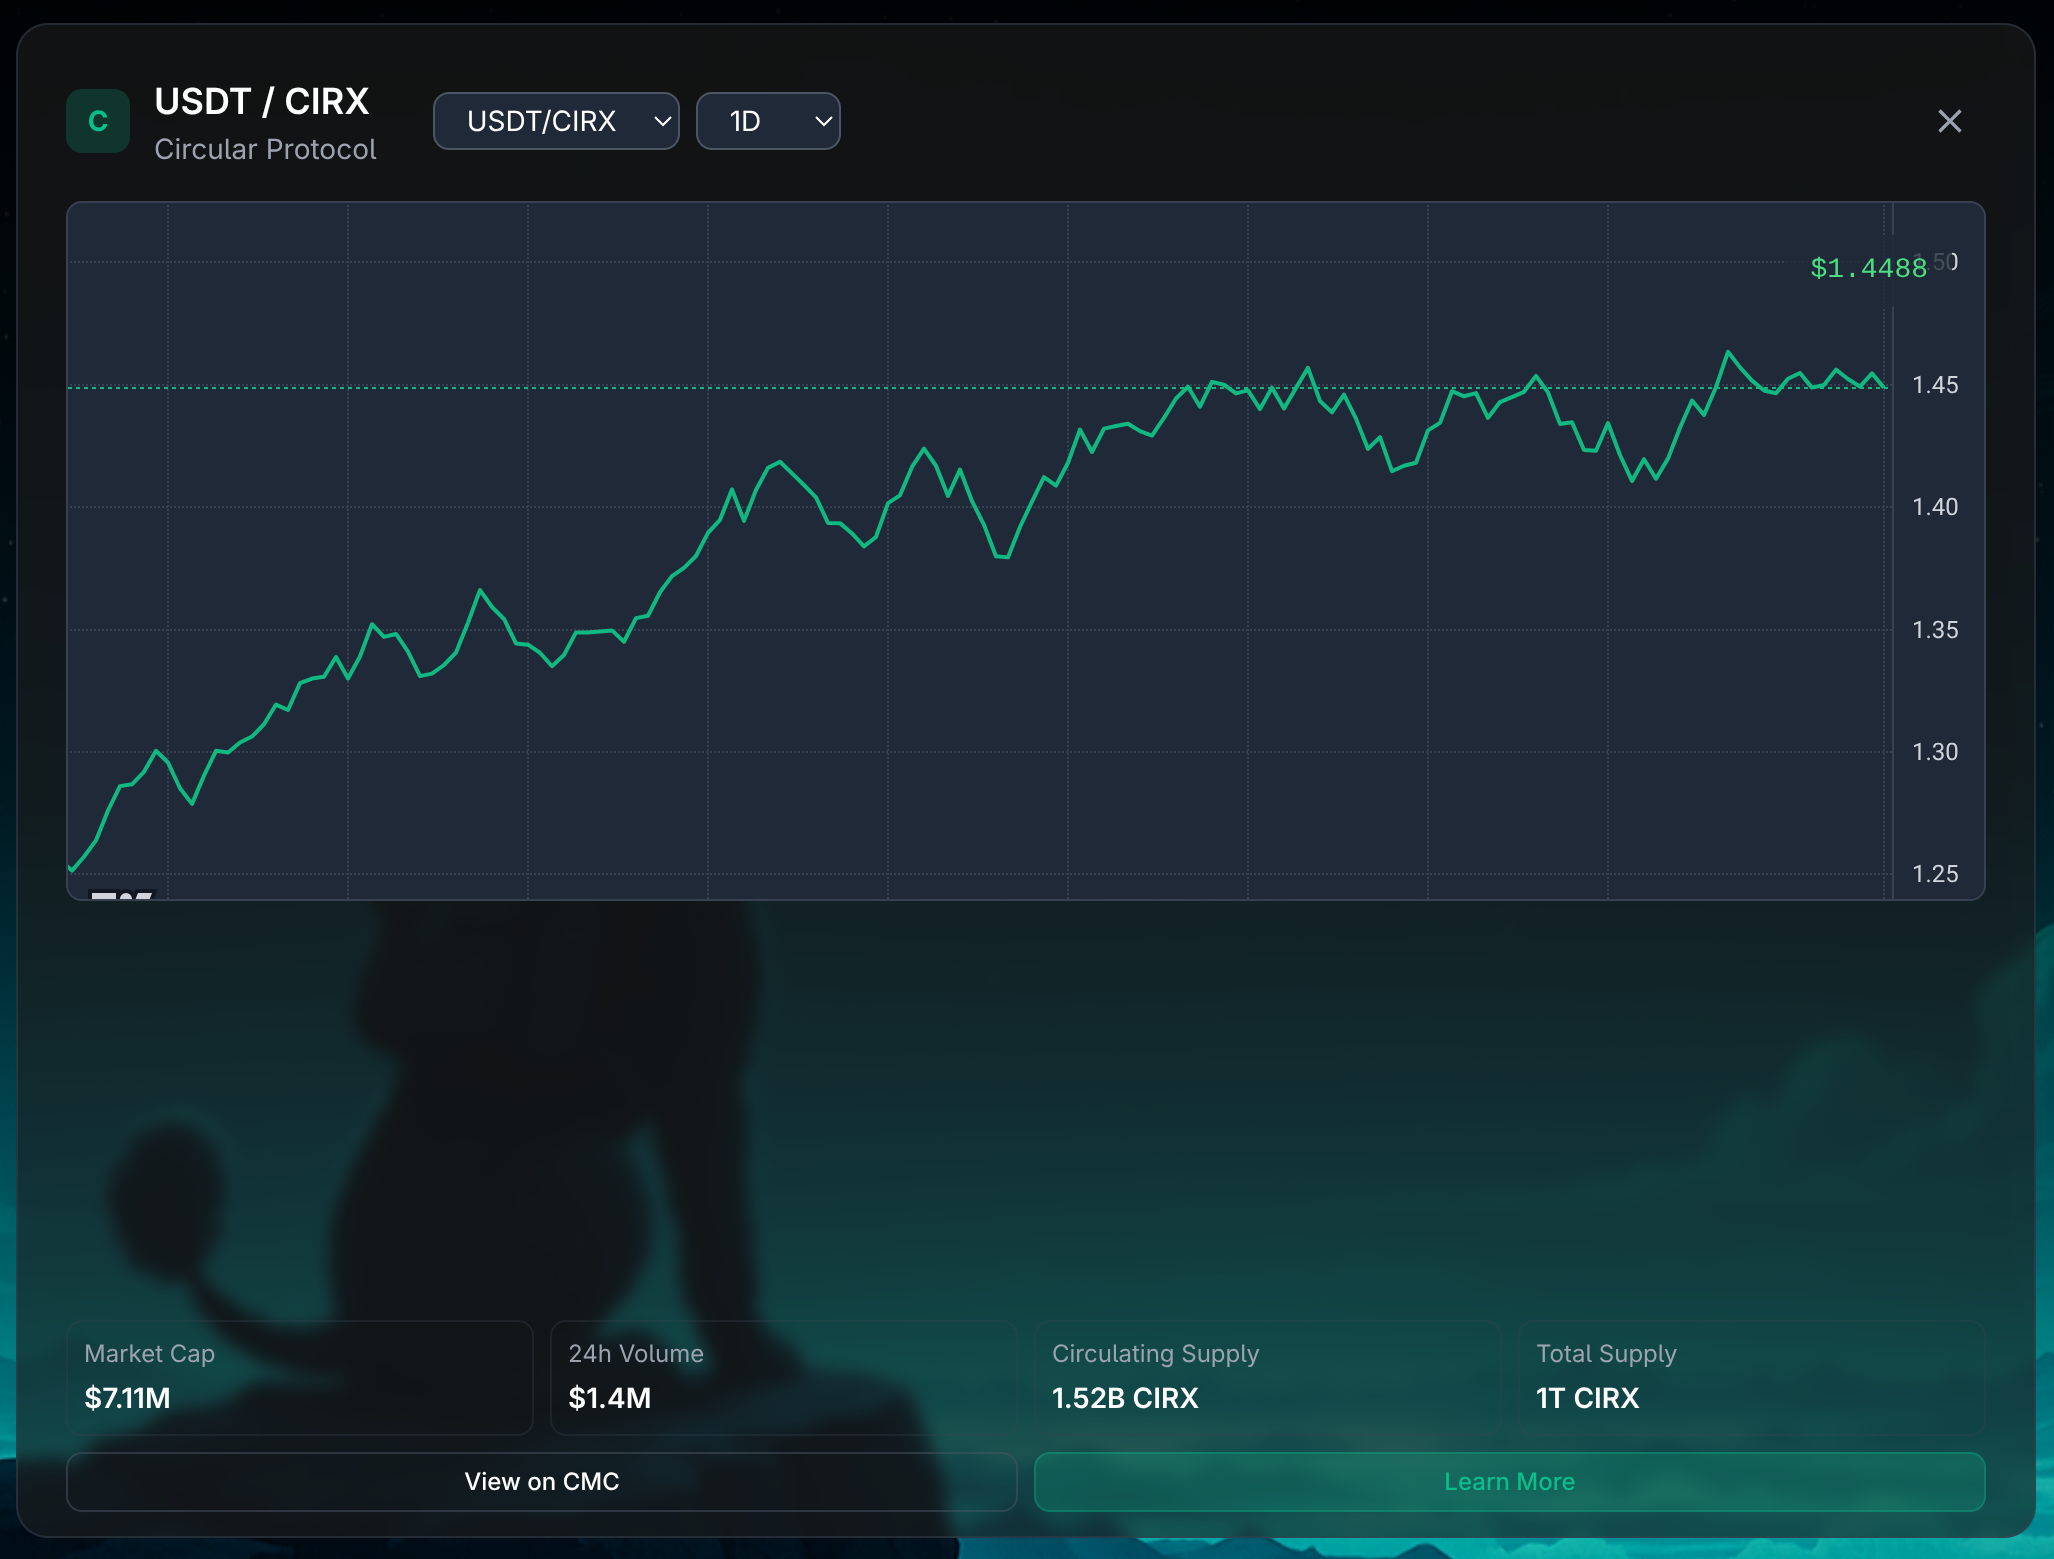 C
USDT / CIRX
Circular Protocol
USDT/CIRX
1D
$1.4488
1.50
1.45
1.40
1.35
1.30
1.25
Market Cap
$7.11M
24h Volume
$1.4M
Circulating Supply
1.52B CIRX
Total Supply
1T CIRX
View on CMC
Learn More